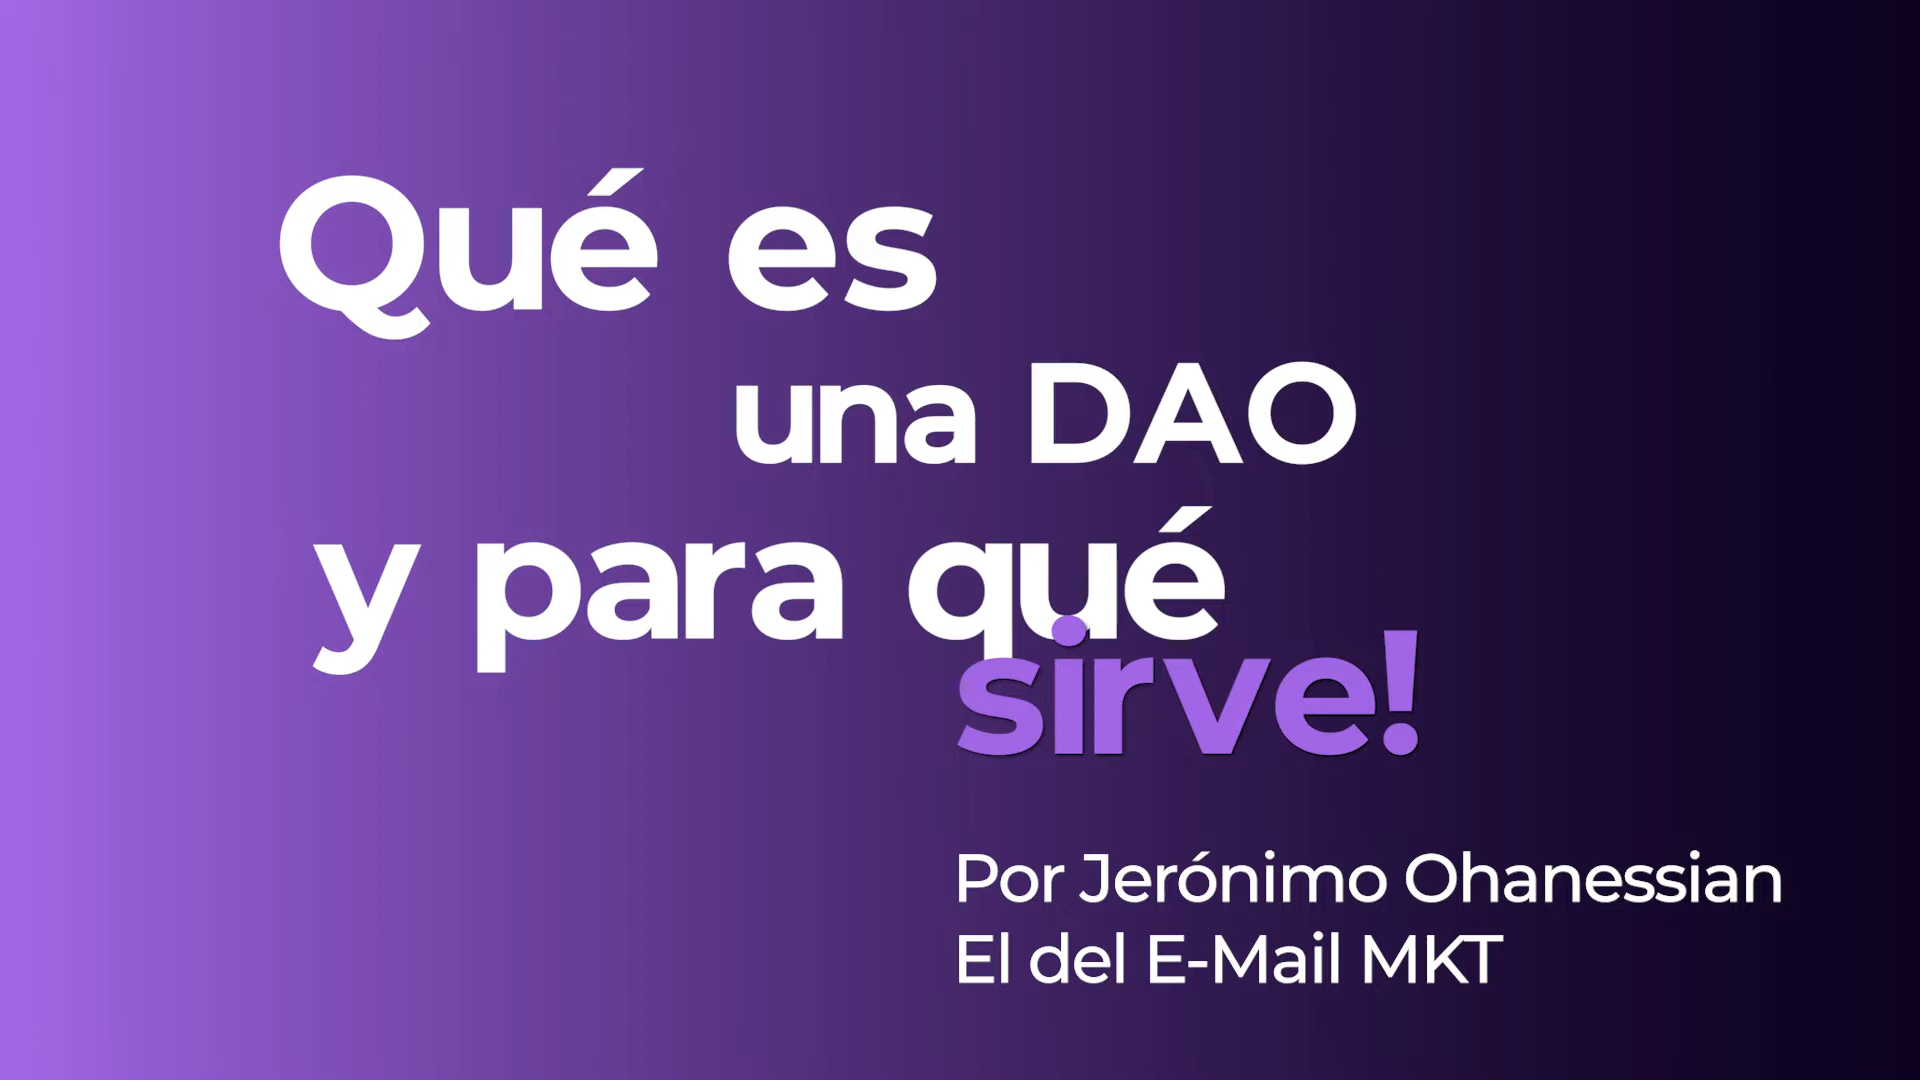 Qué es
una DAO
y para qué
sirve!
Por Jerónimo Ohanessian
El del E-Mail MKT